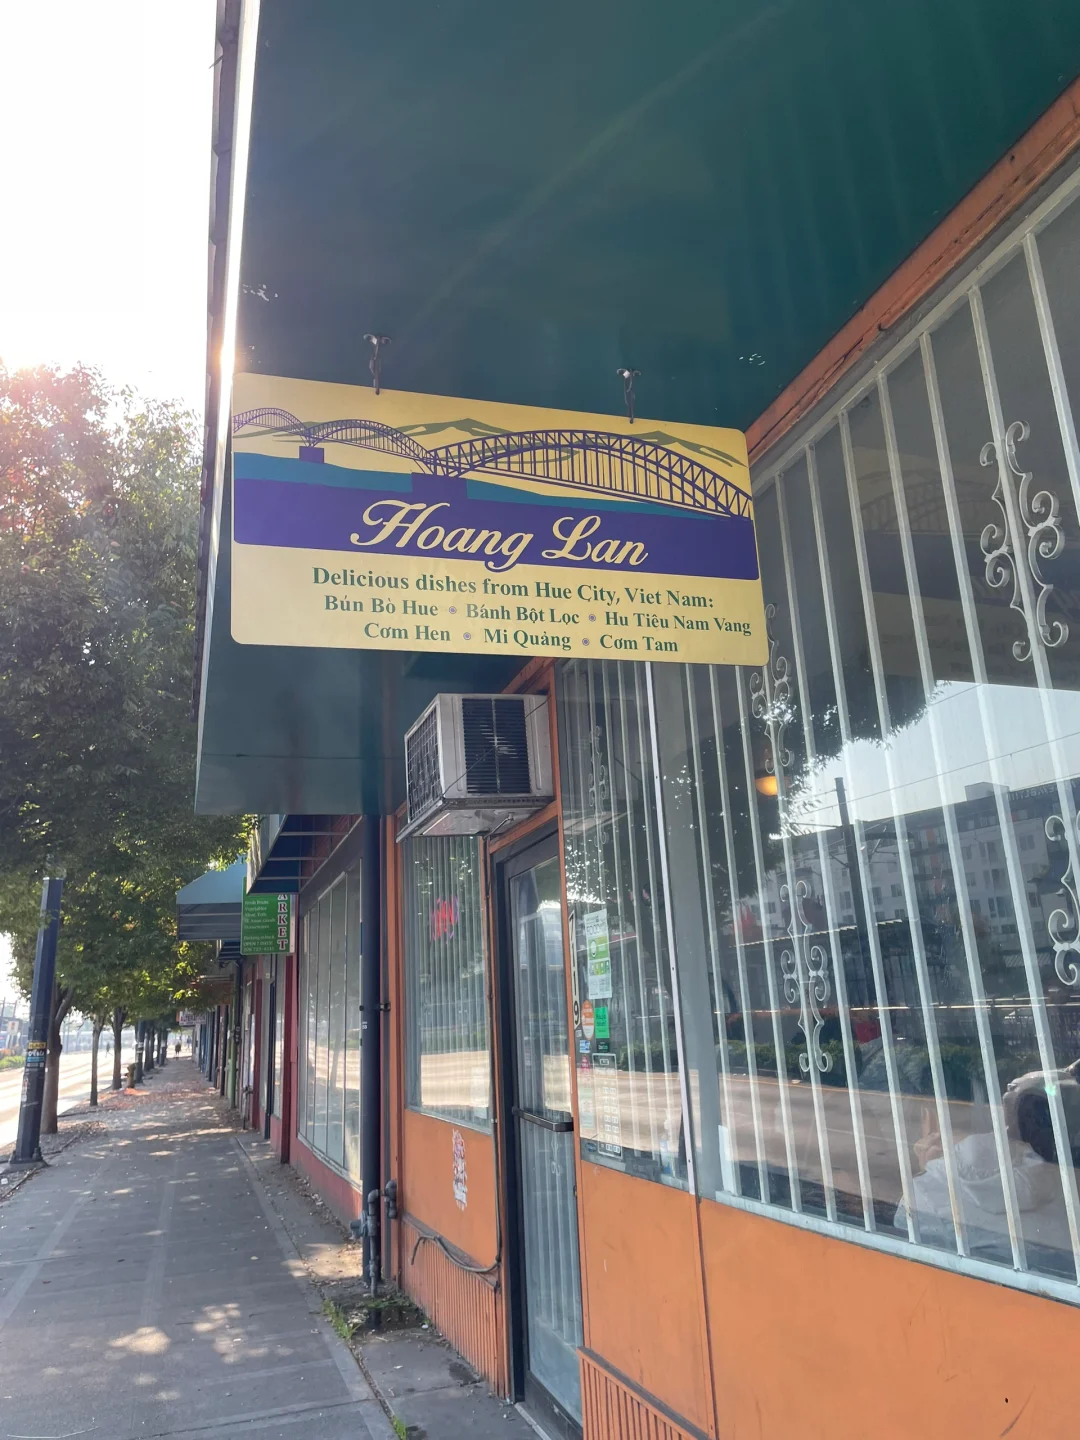 Hoang Lan
Delicious dishes from Hue City, Viet Nam:
Bún Bò Hue • Bánh Bột Lọc • Hu Tiêu Nam Vang
Cơm Hen • Mi Quảng • Cơm Tam
ARKET